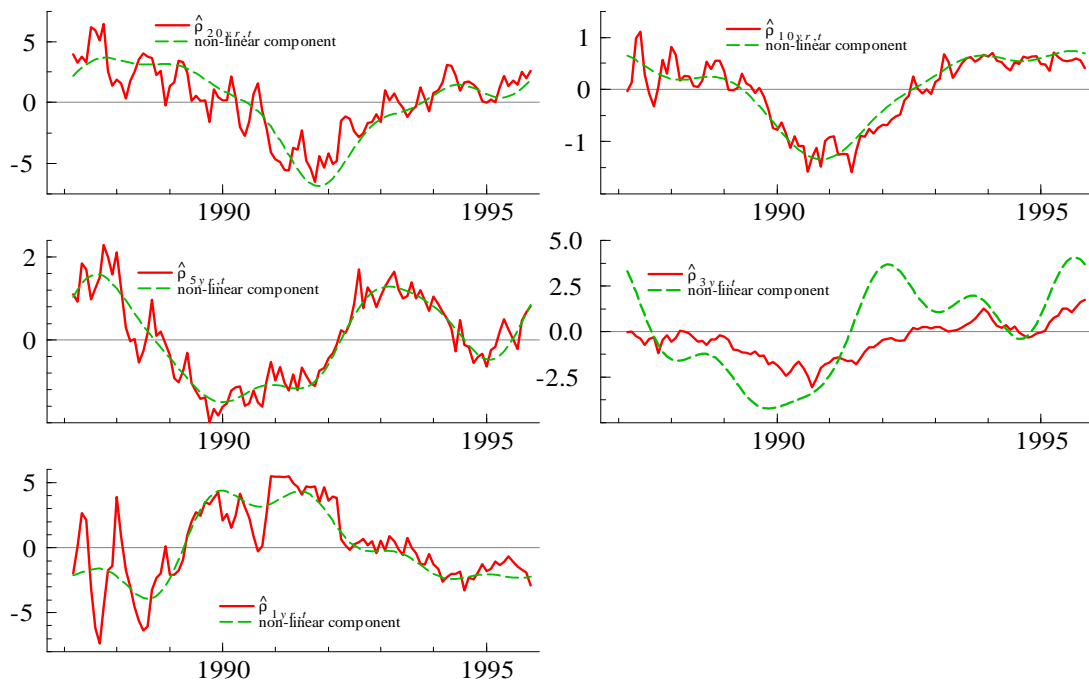 ρ̂ 20yr,t
non-linear component
5
0
-5
1990
1995
ρ̂ 10yr,t
non-linear component
1
0
-1
1990
1995
ρ̂ 5yr,t
non-linear component
2
0
1990
1995
5.0
ρ̂ 3yr,t
non-linear component
2.5
0.0
-2.5
1990
1995
5
0
-5
ρ̂ 1yr,t
non-linear component
1990
1995